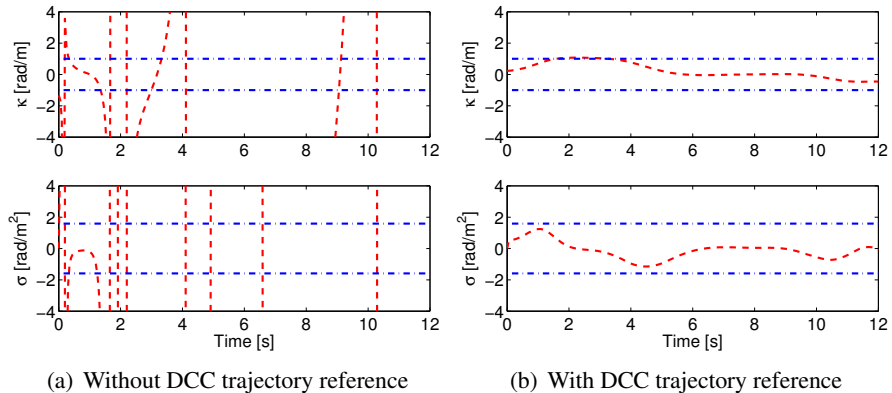 4
2
0
−2
−4
κ [rad/m]
0 2 4 6 8 10 12
4
2
0
−2
−4
σ [rad/m²]
0 2 4 6 8 10 12
Time [s]
(a) Without DCC trajectory reference
4
2
0
−2
−4
κ [rad/m]
0 2 4 6 8 10 12
4
2
0
−2
−4
σ [rad/m²]
0 2 4 6 8 10 12
Time [s]
(b) With DCC trajectory reference